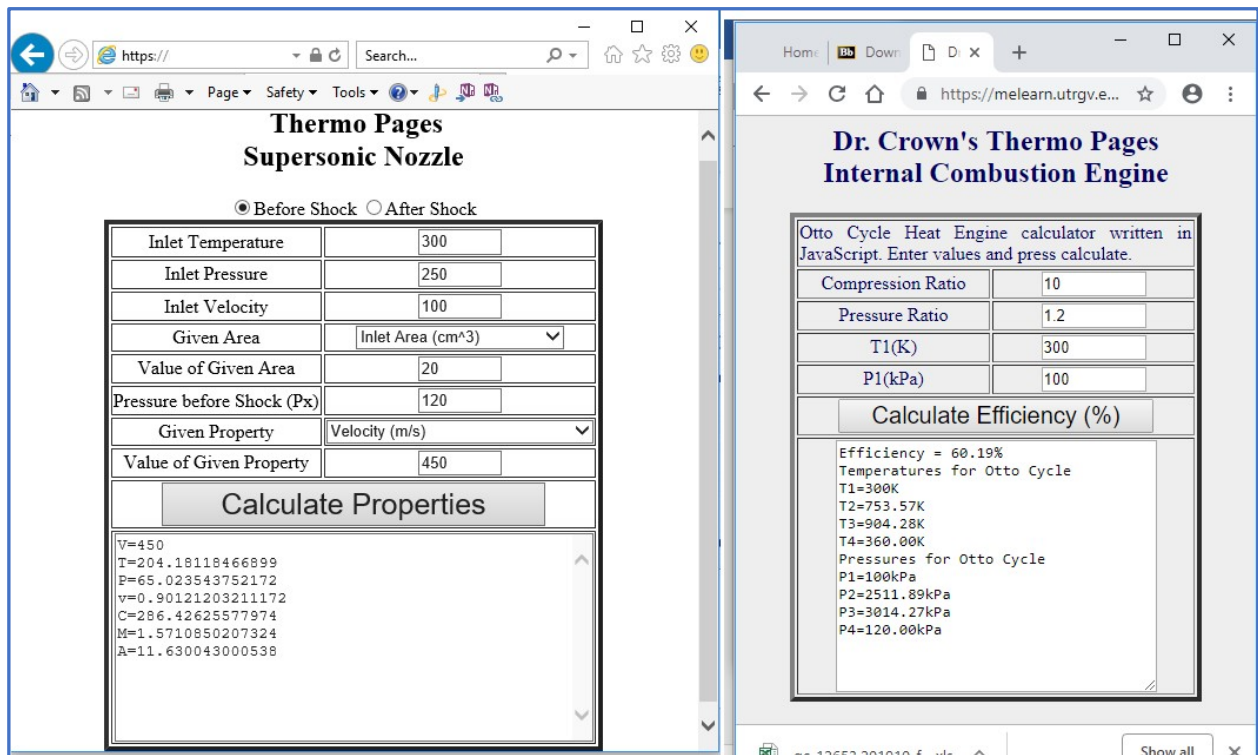 https://
Search...
Page Safety Tools
Thermo Pages
Supersonic Nozzle
Before Shock After Shock
Inlet Temperature 300
Inlet Pressure 250
Inlet Velocity 100
Given Area Inlet Area (cm^3)
Value of Given Area 20
Pressure before Shock (Px) 120
Given Property Velocity (m/s)
Value of Given Property 450
Calculate Properties
V=450
T=204.18118466899
P=65.023543752172
v=0.90121203211172
C=286.42625577974
M=1.5710850207324
A=11.630043000538
Home Bb Down D
https://melearn.utrgv.e...
Dr. Crown's Thermo Pages
Internal Combustion Engine
Otto Cycle Heat Engine calculator written in
JavaScript. Enter values and press calculate.
Compression Ratio 10
Pressure Ratio 1.2
T1(K) 300
P1(kPa) 100
Calculate Efficiency (%)
Efficiency = 60.19%
Temperatures for Otto Cycle
T1=300K
T2=753.57K
T3=904.28K
T4=360.00K
Pressures for Otto Cycle
P1=100kPa
P2=2511.89kPa
P3=3014.27kPa
P4=120.00kPa
Show all